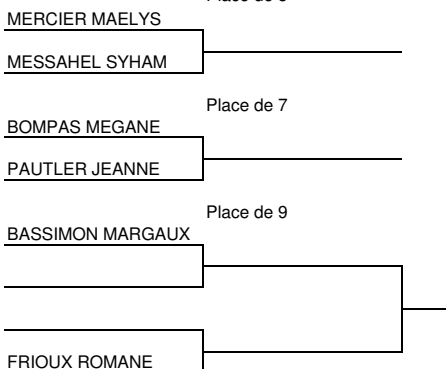 MERCIER MAELYS
MESSAHEL SYHAM
Place de 7
BOMPAS MEGANE
PAUTLER JEANNE
Place de 9
BASSIMON MARGAUX
FRIOUX ROMANE